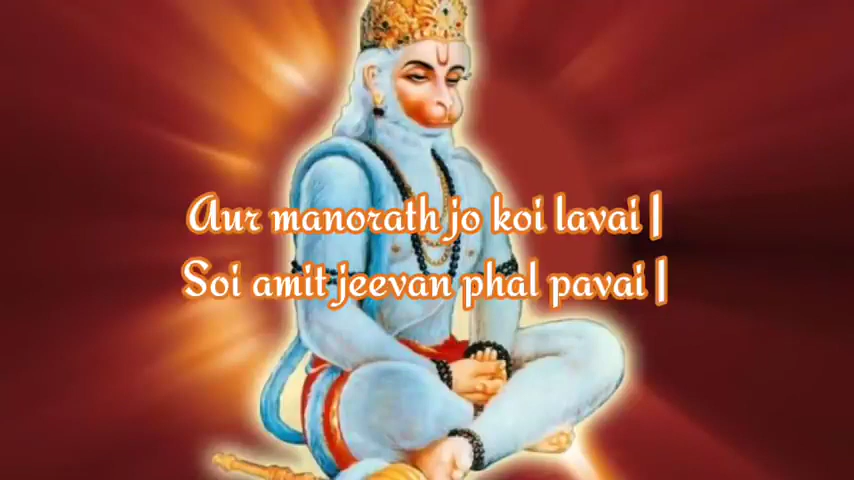 Aur manorath jo koi lavai |
Soi amit jeevan phal pavai |